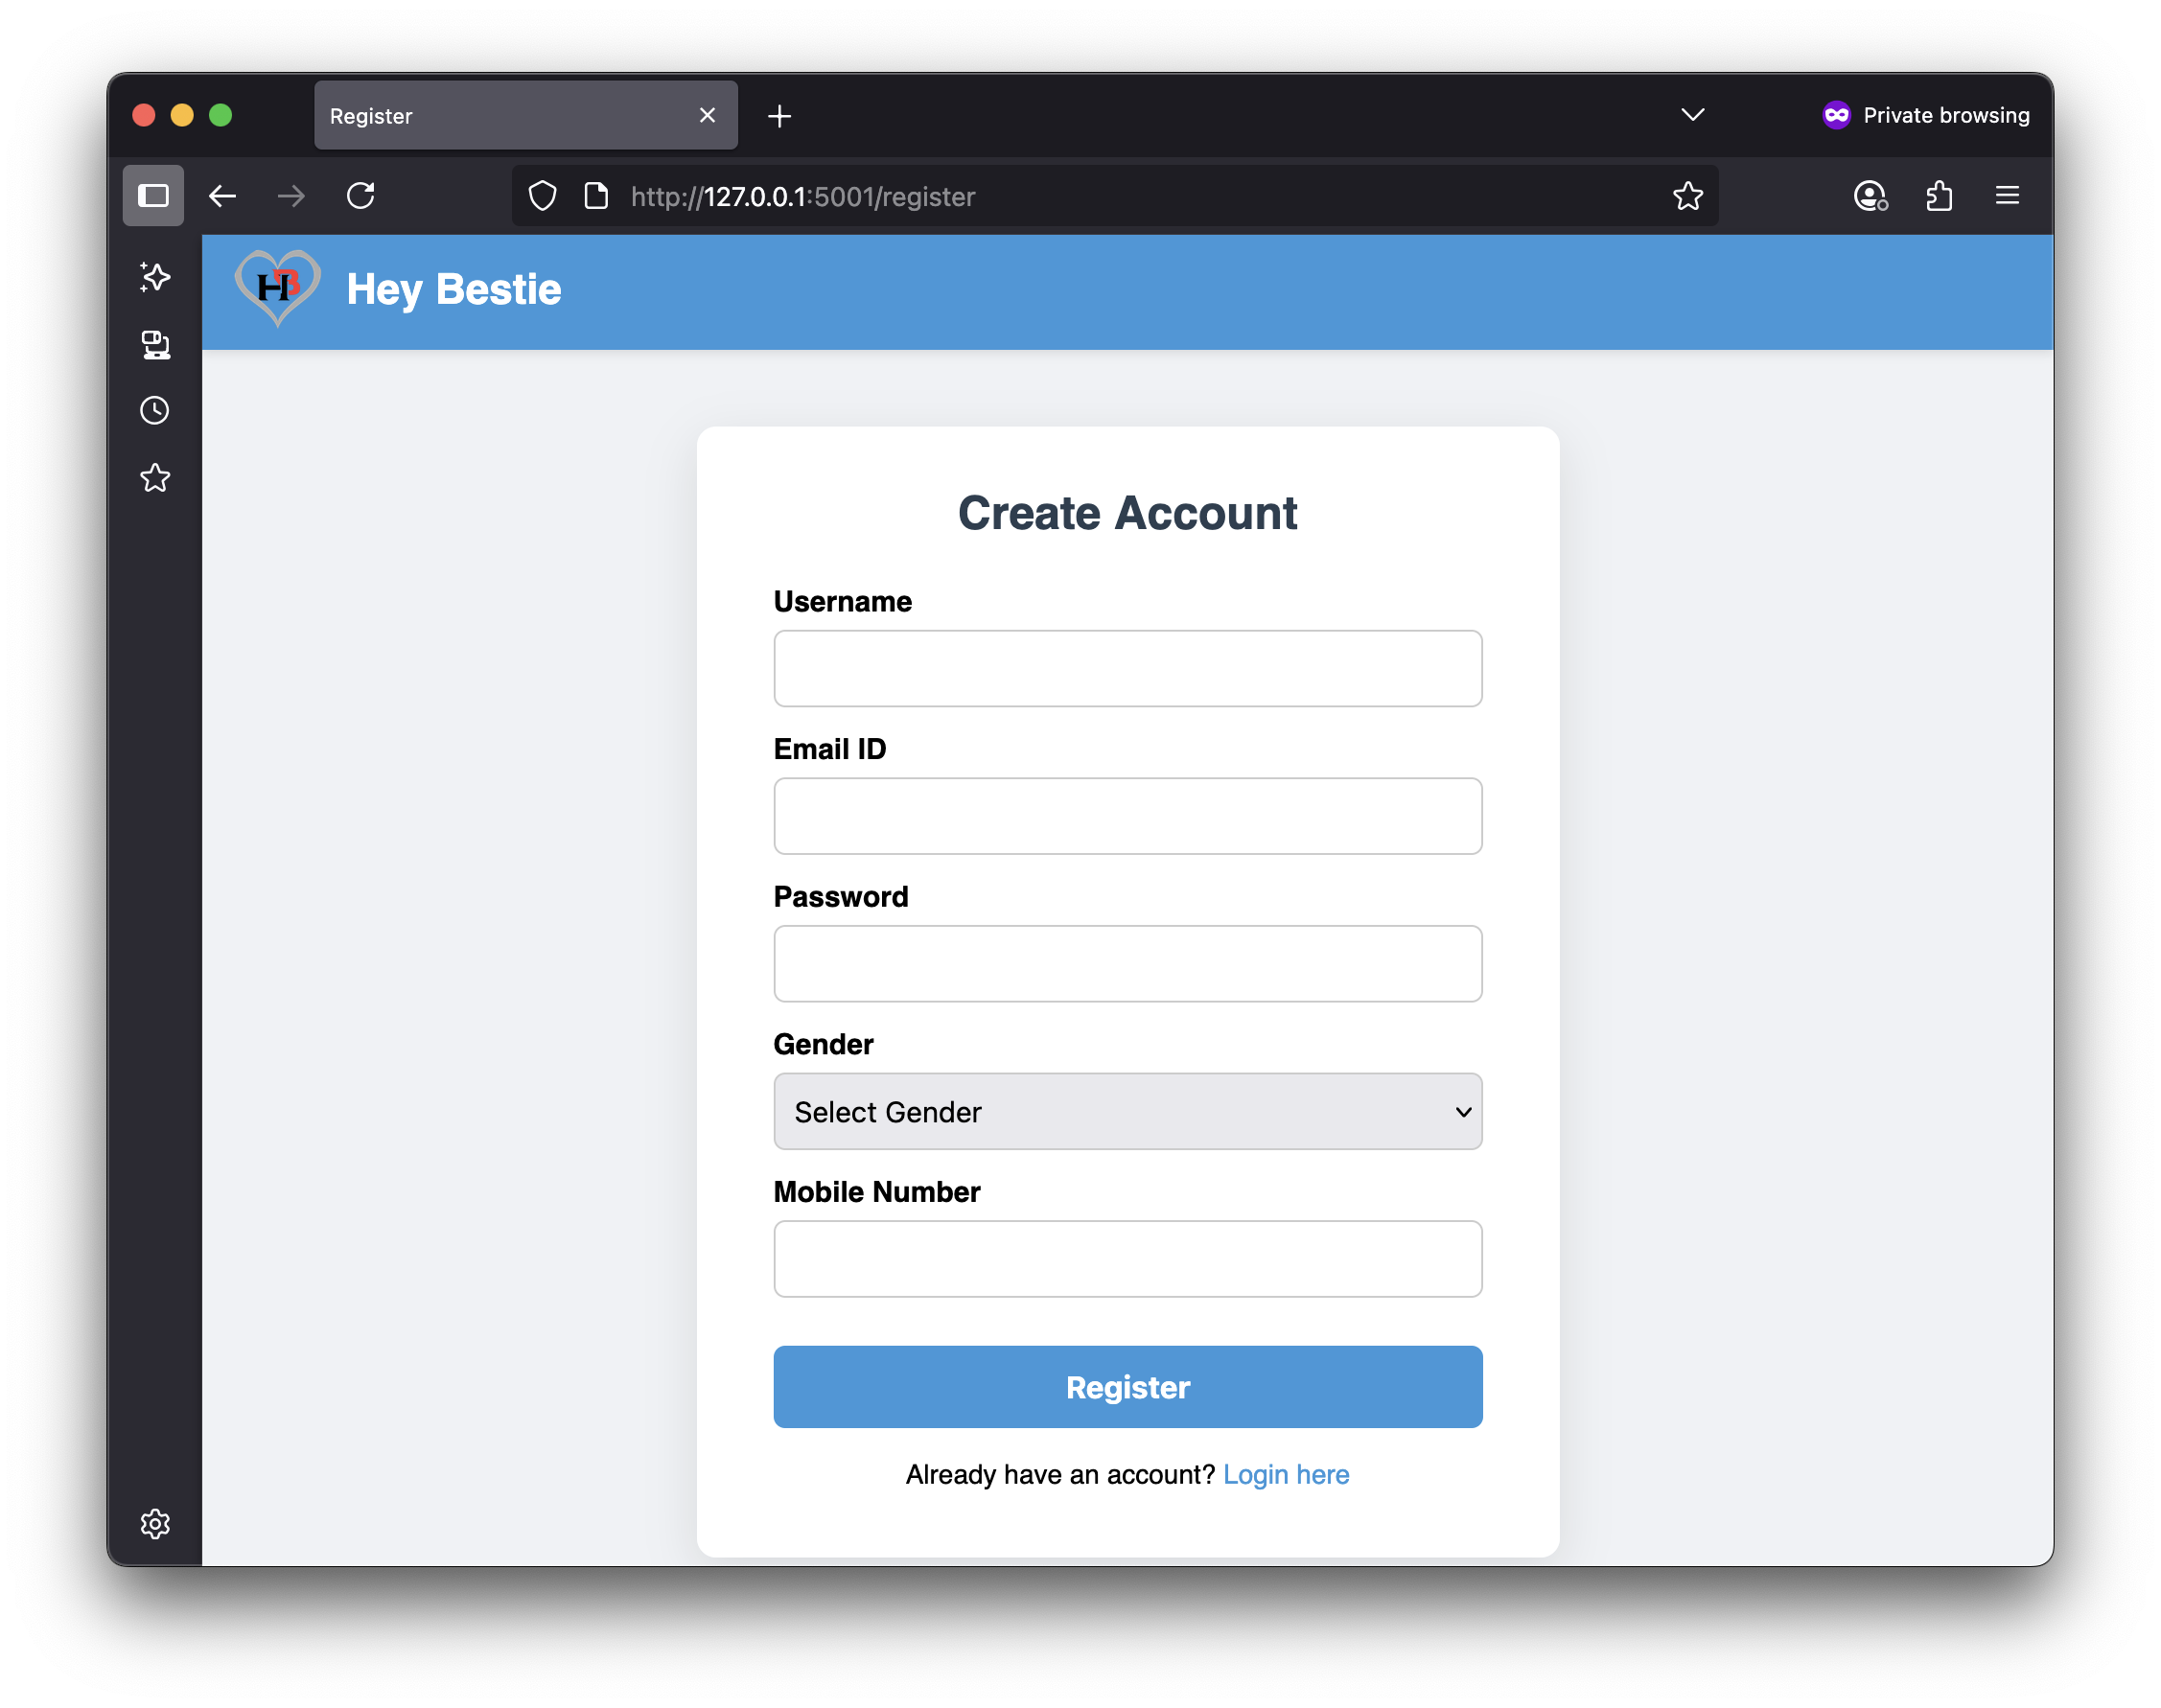 Register
Private browsing
http://127.0.0.1:5001/register
HB
Hey Bestie
Create Account
Username
Email ID
Password
Gender
Select Gender
Mobile Number
Register
Already have an account? Login here